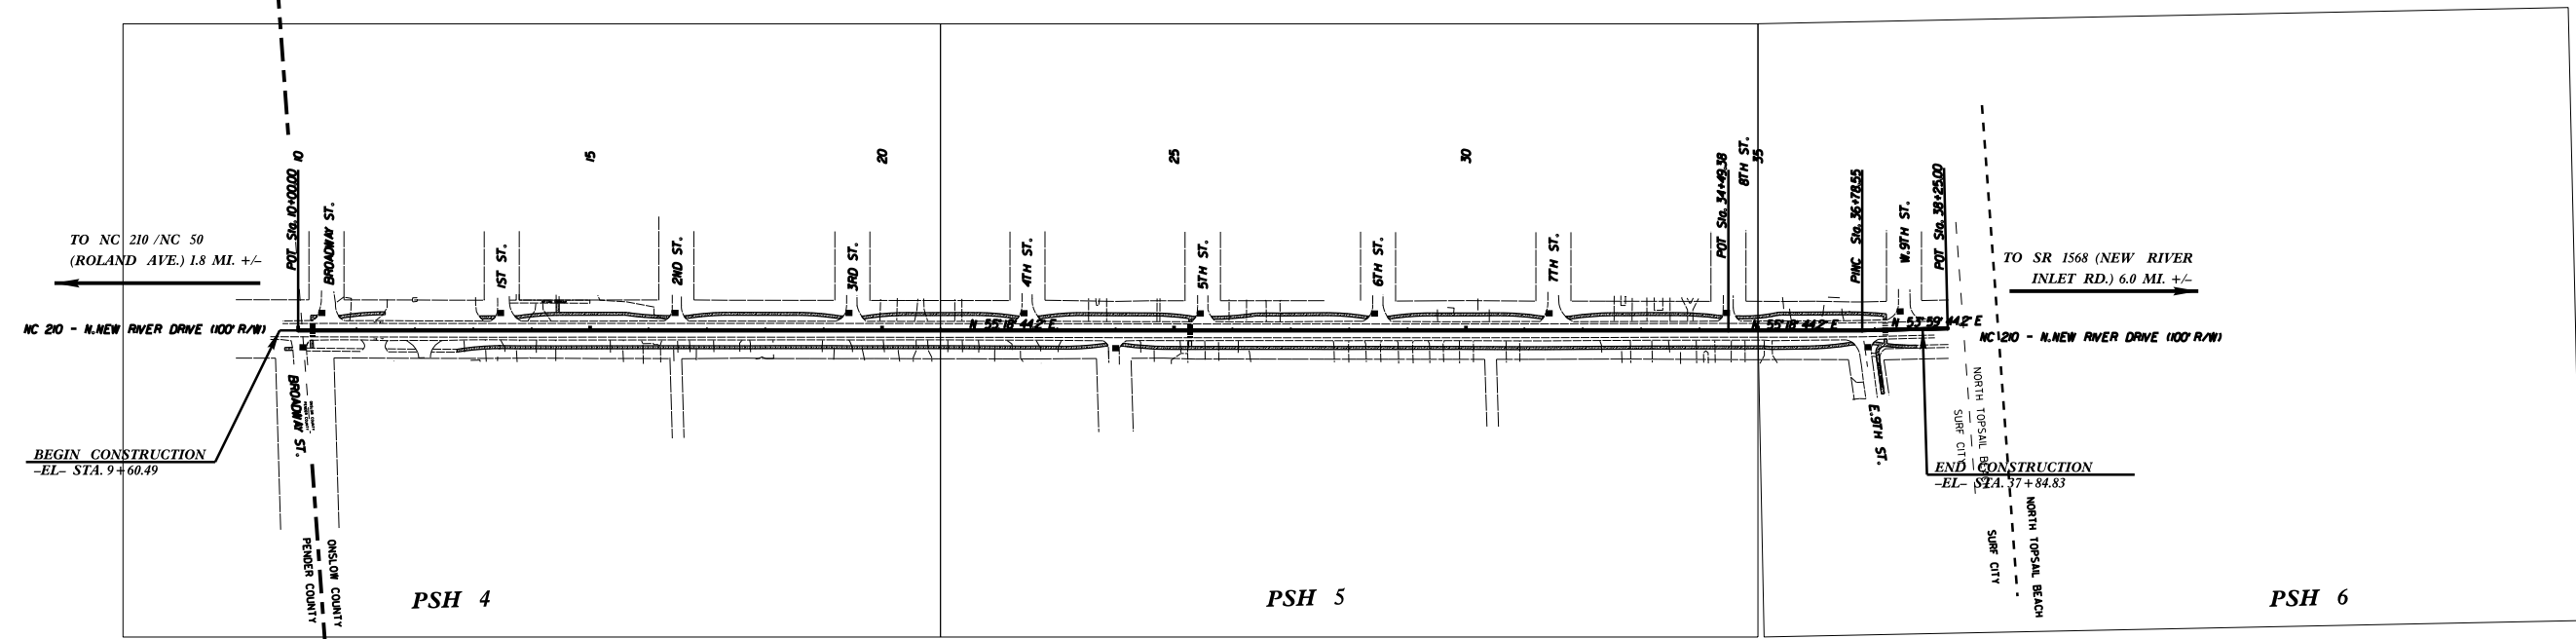 10
15
20
25
30
35
POT Sta. 10+00.00
BROADWAY ST.
1ST ST.
2ND ST.
3RD ST.
4TH ST.
5TH ST.
6TH ST.
7TH ST.
POT Sta. 34+49.38
8TH ST.
PINC Sta. 36+78.55
W. 9TH ST.
POT Sta. 38+25.00
TO NC 210 / NC 50
(ROLAND AVE.) 1.8 MI. +/-
TO SR 1568 (NEW RIVER
INLET RD.) 6.0 MI. +/-
NC 210 - N. NEW RIVER DRIVE (100' R/W)
N 55°18'44.2" E
N 55°18'44.2" E
N 53°59'44.2" E
NC 210 - N. NEW RIVER DRIVE (100' R/W)
BROADWAY ST.
E. 9TH ST.
NORTH TOPSAIL BEACH
SURF CITY
BEGIN CONSTRUCTION
-EL- STA. 9+60.49
END CONSTRUCTION
-EL- STA. 37+84.83
PENDER COUNTY
ONSLOW COUNTY
SURF CITY
NORTH TOPSAIL BEACH
PSH 4
PSH 5
PSH 6